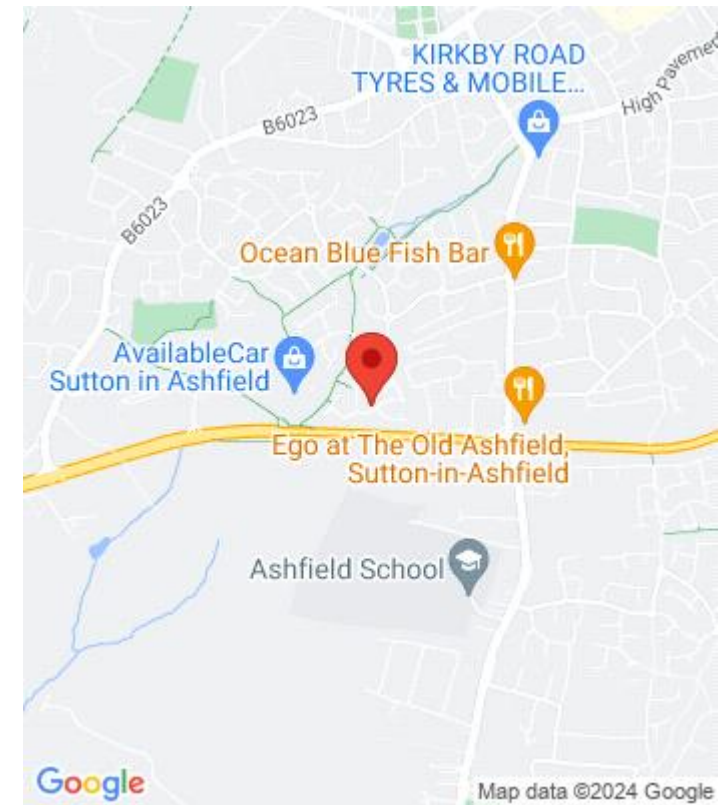 KIRKBY ROAD
TYRES & MOBILE...
High Pavement
B6023
B6023
Ocean Blue Fish Bar
AvailableCar
Sutton in Ashfield
Ego at The Old Ashfield,
Sutton-in-Ashfield
Ashfield School
Google
Map data ©2024 Google